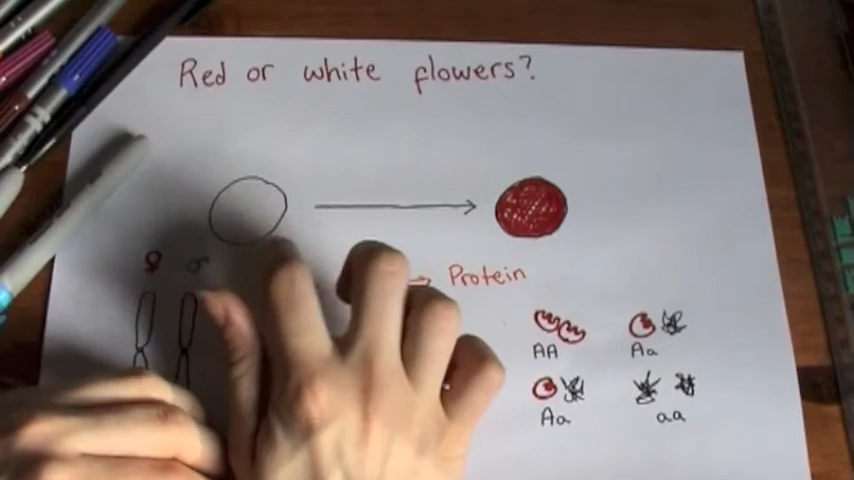 Red or white flowers?
♀ ♂
→ Protein
AA Aa
Aa aa